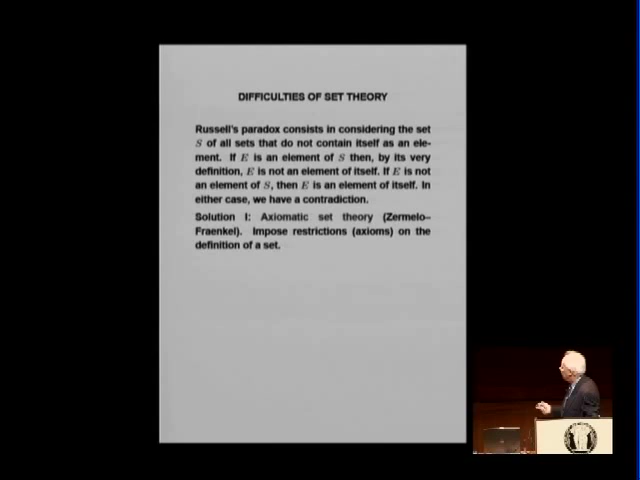 DIFFICULTIES OF SET THEORY
Russell's paradox consists in considering the set
S of all sets that do not contain itself as an ele-
ment. If E is an element of S then, by its very
definition, E is not an element of itself. If E is not
an element of S, then E is an element of itself. In
either case, we have a contradiction.
Solution I: Axiomatic set theory (Zermelo–
Fraenkel). Impose restrictions (axioms) on the
definition of a set.